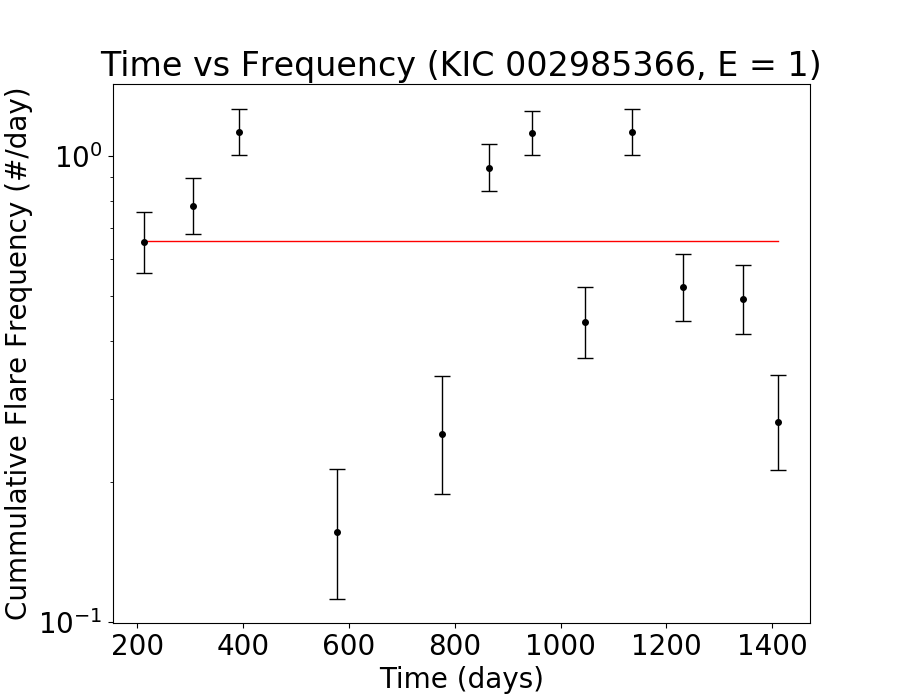 Time vs Frequency (KIC 002985366, E = 1)
Cummulative Flare Frequency (#/day)
10⁰
10⁻¹
200 400 600 800 1000 1200 1400
Time (days)